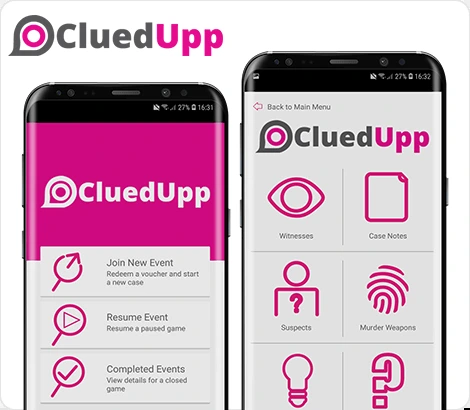 CluedUpp
27% 16:31
CluedUpp
Join New Event
Redeem a voucher and start
a new case
Resume Event
Resume a paused game
Completed Events
View details for a closed
game
27% 16:32
Back to Main Menu
CluedUpp
Witnesses
Case Notes
?
Suspects
Murder Weapons
?